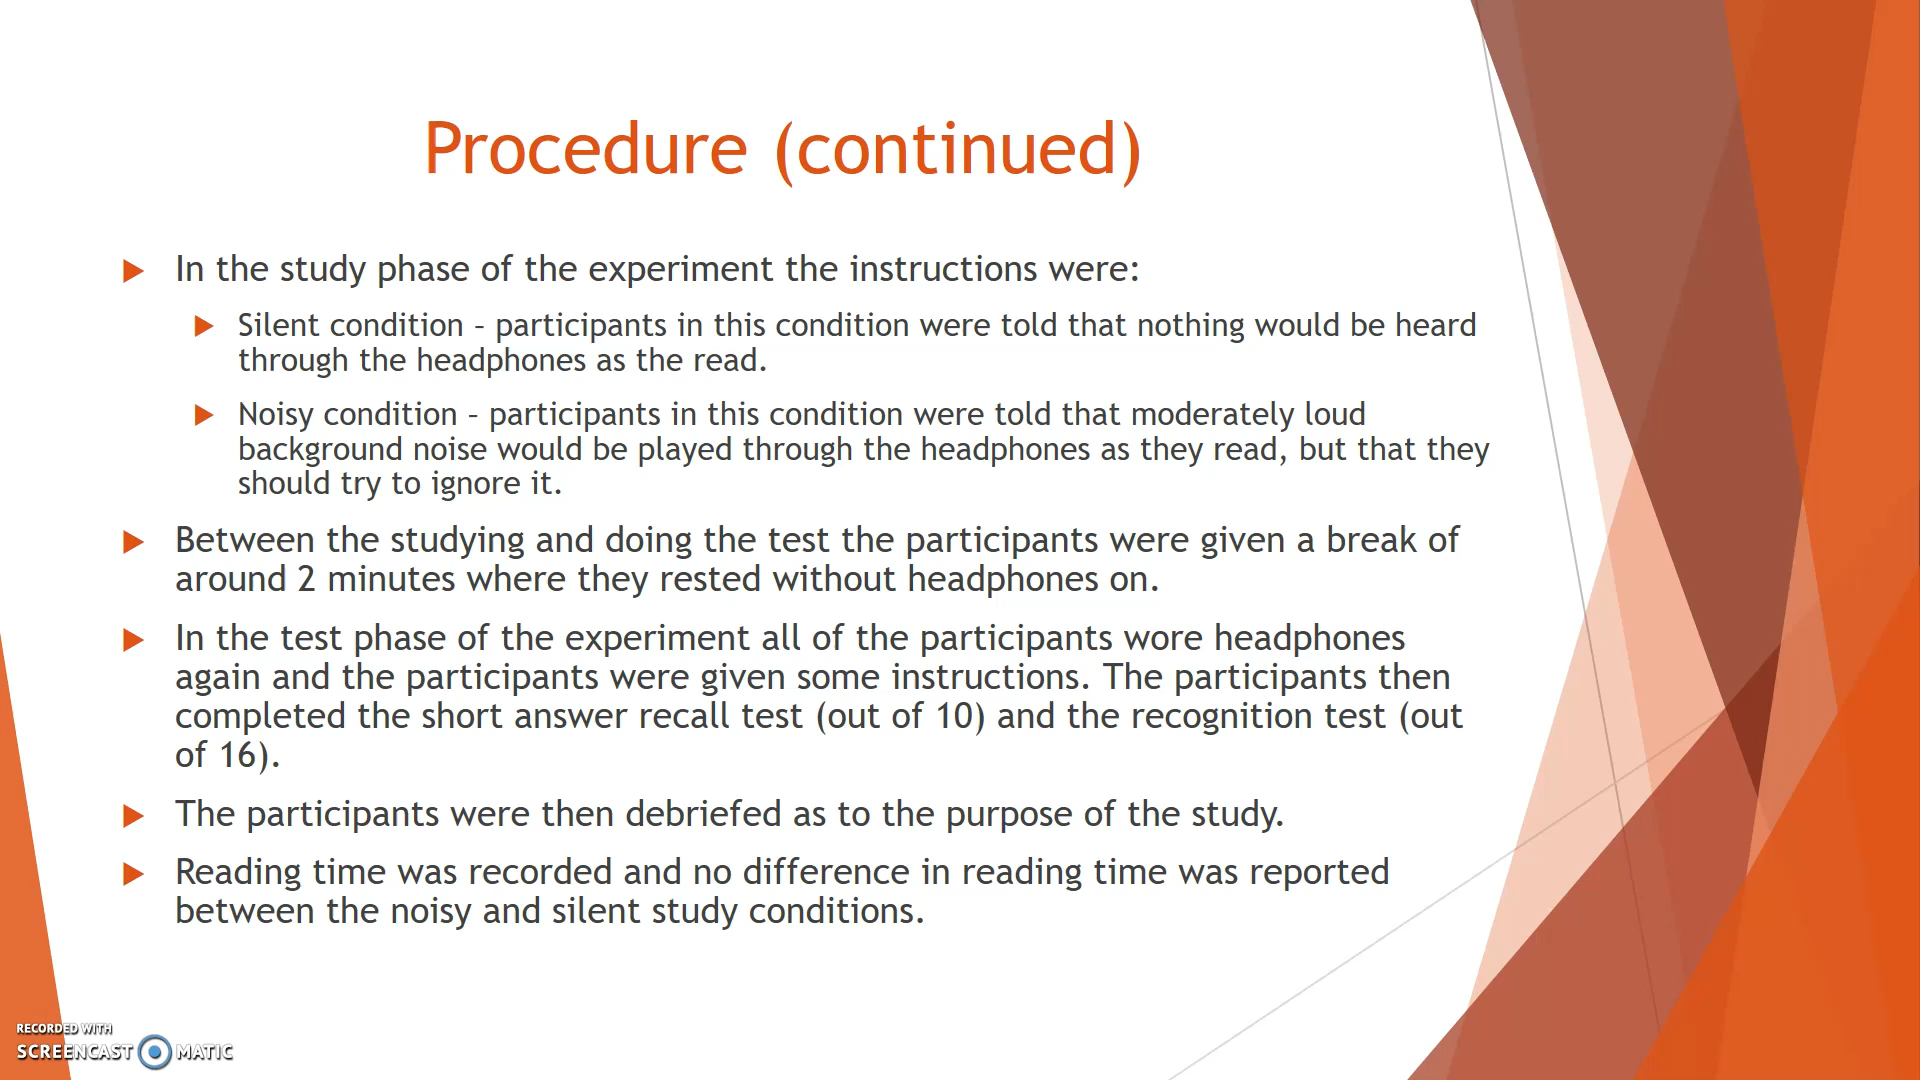 Procedure (continued)
In the study phase of the experiment the instructions were:
Silent condition – participants in this condition were told that nothing would be heard
through the headphones as the read.
Noisy condition – participants in this condition were told that moderately loud
background noise would be played through the headphones as they read, but that they
should try to ignore it.
Between the studying and doing the test the participants were given a break of
around 2 minutes where they rested without headphones on.
In the test phase of the experiment all of the participants wore headphones
again and the participants were given some instructions. The participants then
completed the short answer recall test (out of 10) and the recognition test (out
of 16).
The participants were then debriefed as to the purpose of the study.
Reading time was recorded and no difference in reading time was reported
between the noisy and silent study conditions.
RECORDED WITH
SCREENCAST MATIC